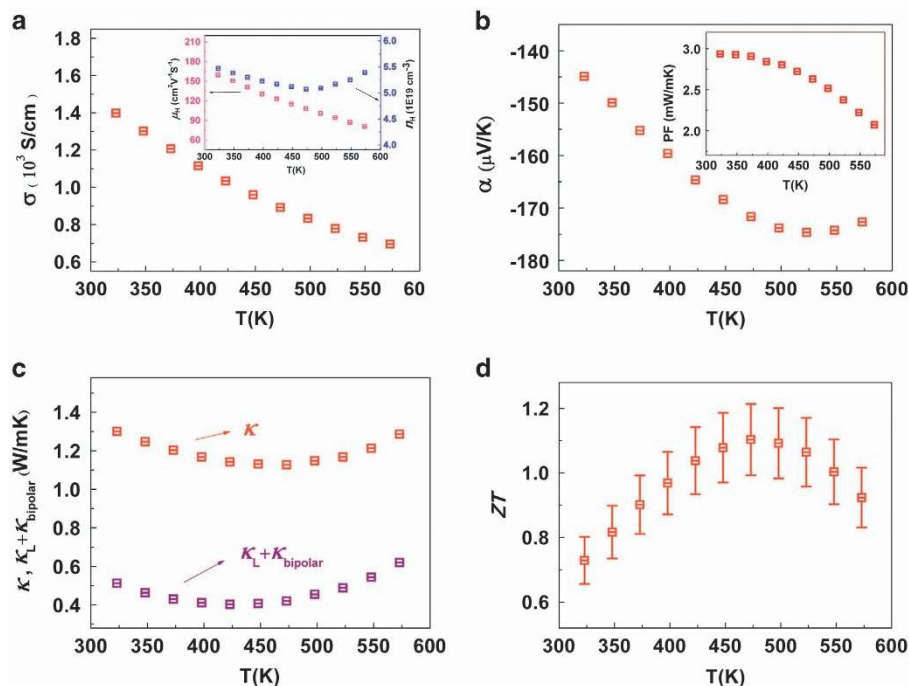 a
σ ( 10³ S/cm)
1.8
1.6
1.4
1.2
1.0
0.8
0.6
300 350 400 450 500 550 60
T(K)
μH (cm²V⁻¹S⁻¹)
210
180
150
120
90
60
6.0
5.5
5.0
4.5
4.0
nH (1E19 cm⁻³)
300 350 400 450 500 550 600
T(K)
b
α (μV/K)
-140
-150
-160
-170
-180
300 350 400 450 500 550 600
T(K)
PF (mW/mK)
3.0
2.5
2.0
300 350 400 450 500 550
T(K)
c
κ , κL+κbipolar (W/mK)
1.4
1.2
1.0
0.8
0.6
0.4
κ
κL+κbipolar
300 350 400 450 500 550 600
T(K)
d
ZT
1.2
1.0
0.8
0.6
300 350 400 450 500 550 600
T(K)